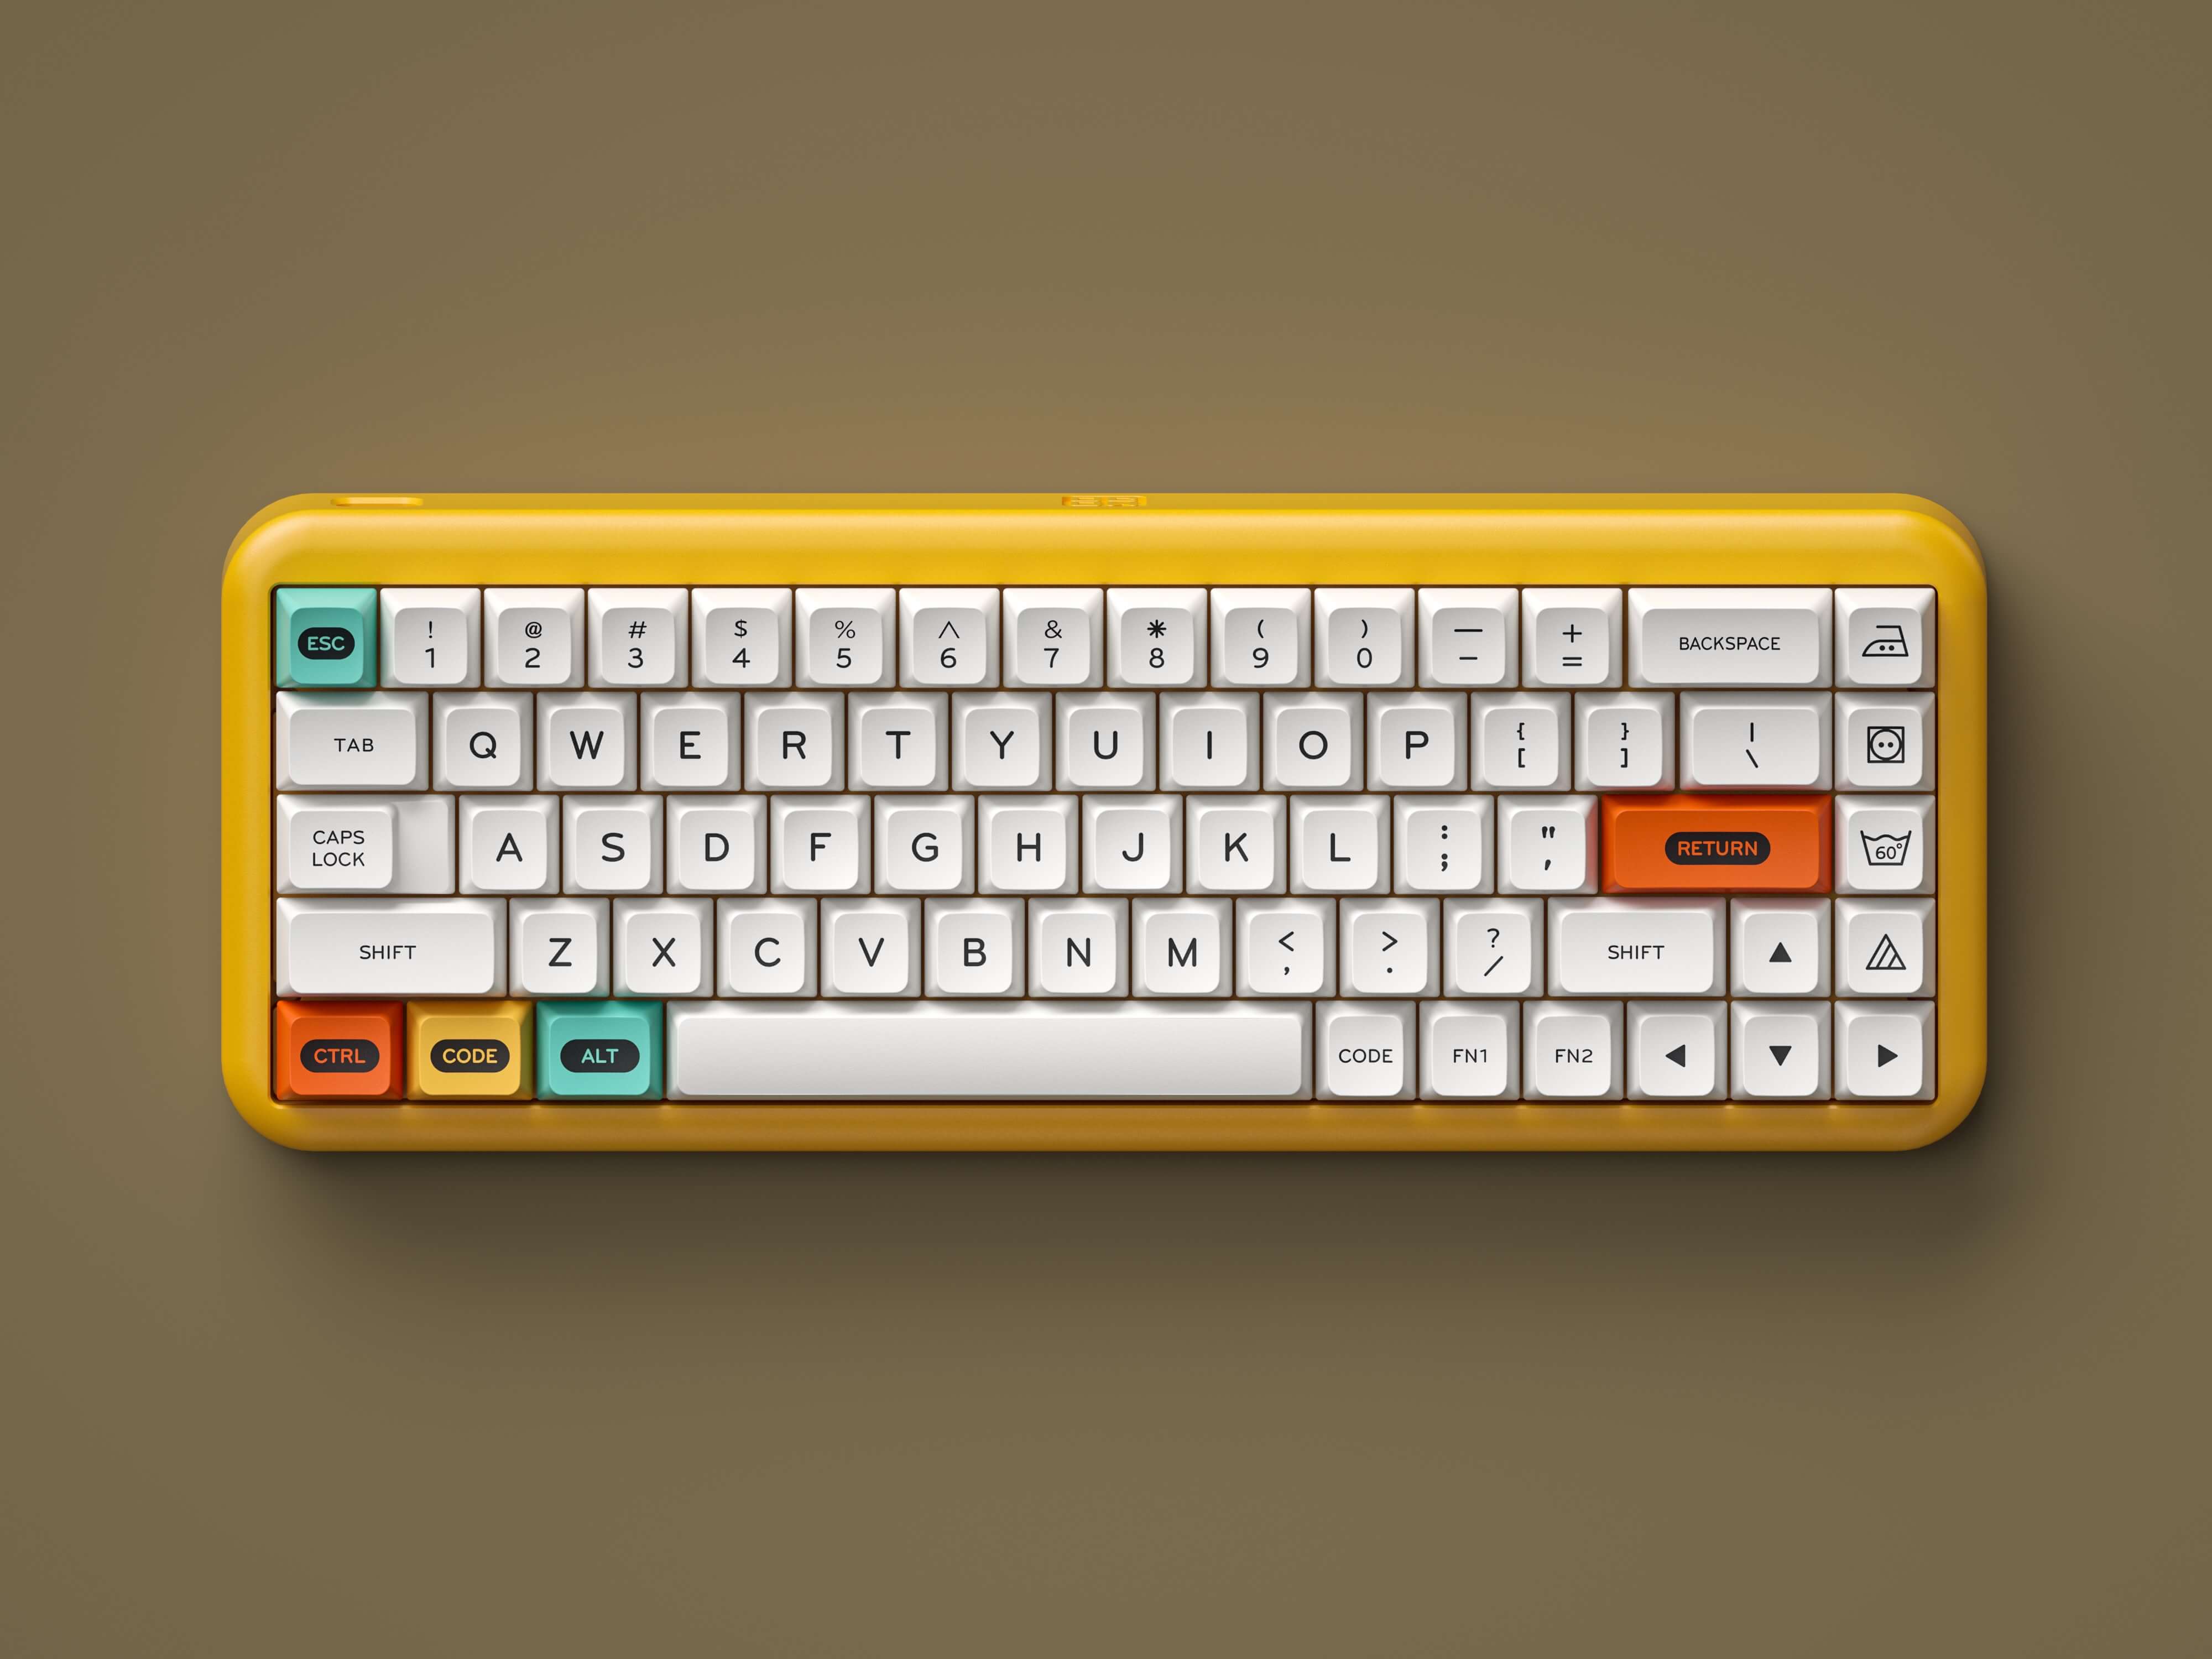 ESC ! @ # $ % ^ & * ( ) — + BACKSPACE
1 2 3 4 5 6 7 8 9 0 – =
TAB Q W E R T Y U I O P { } |
[ ] \
CAPS A S D F G H J K L : " RETURN 60°
LOCK ; ,
SHIFT Z X C V B N M < > ? SHIFT ▲
, . /
CTRL CODE ALT CODE FN1 FN2 ◀ ▼ ▶